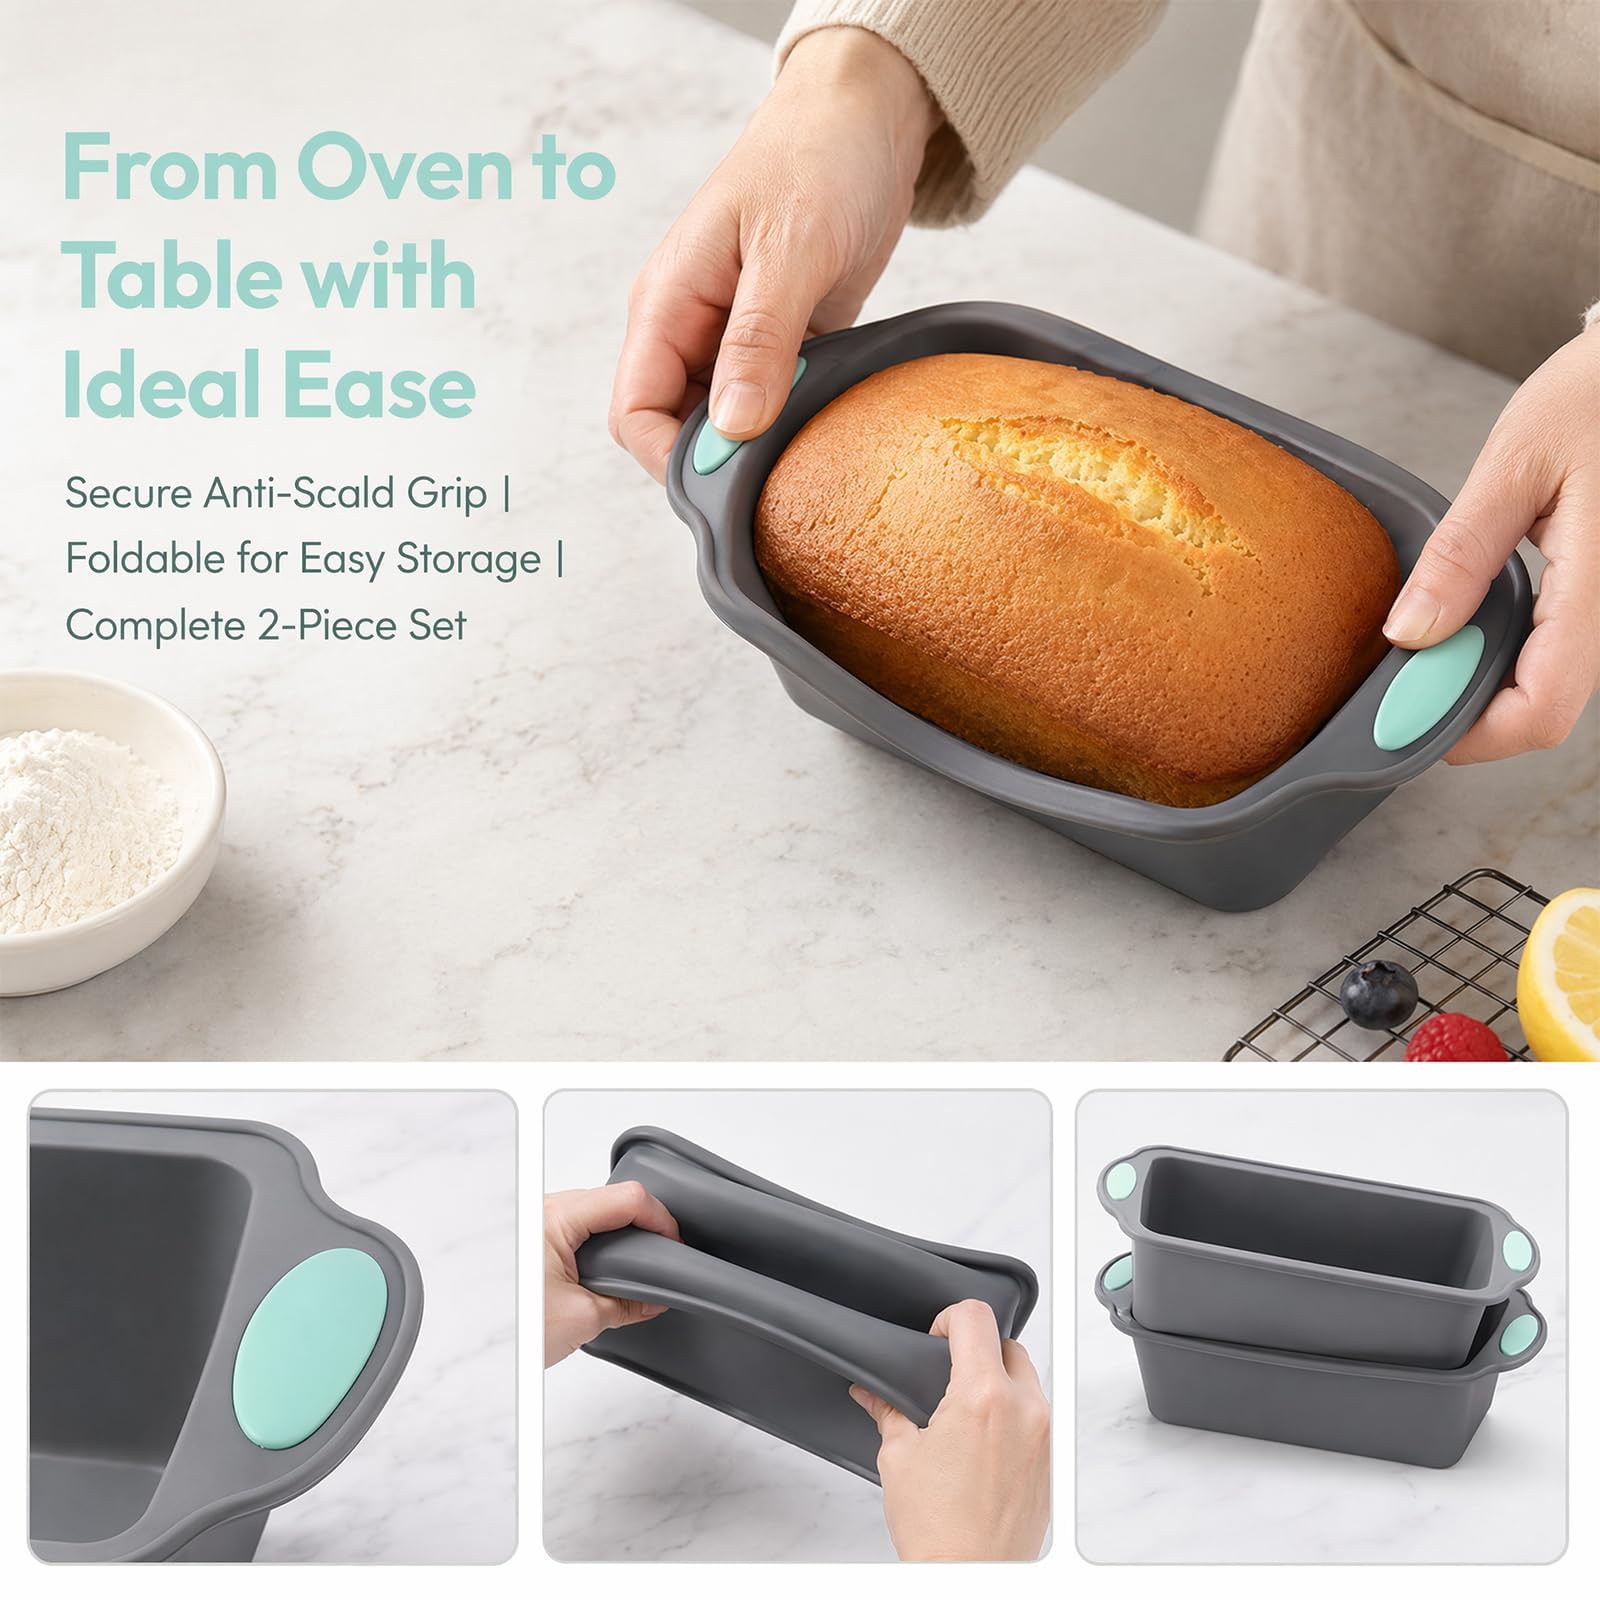 From Oven to
Table with
Ideal Ease
Secure Anti-Scald Grip |
Foldable for Easy Storage |
Complete 2-Piece Set